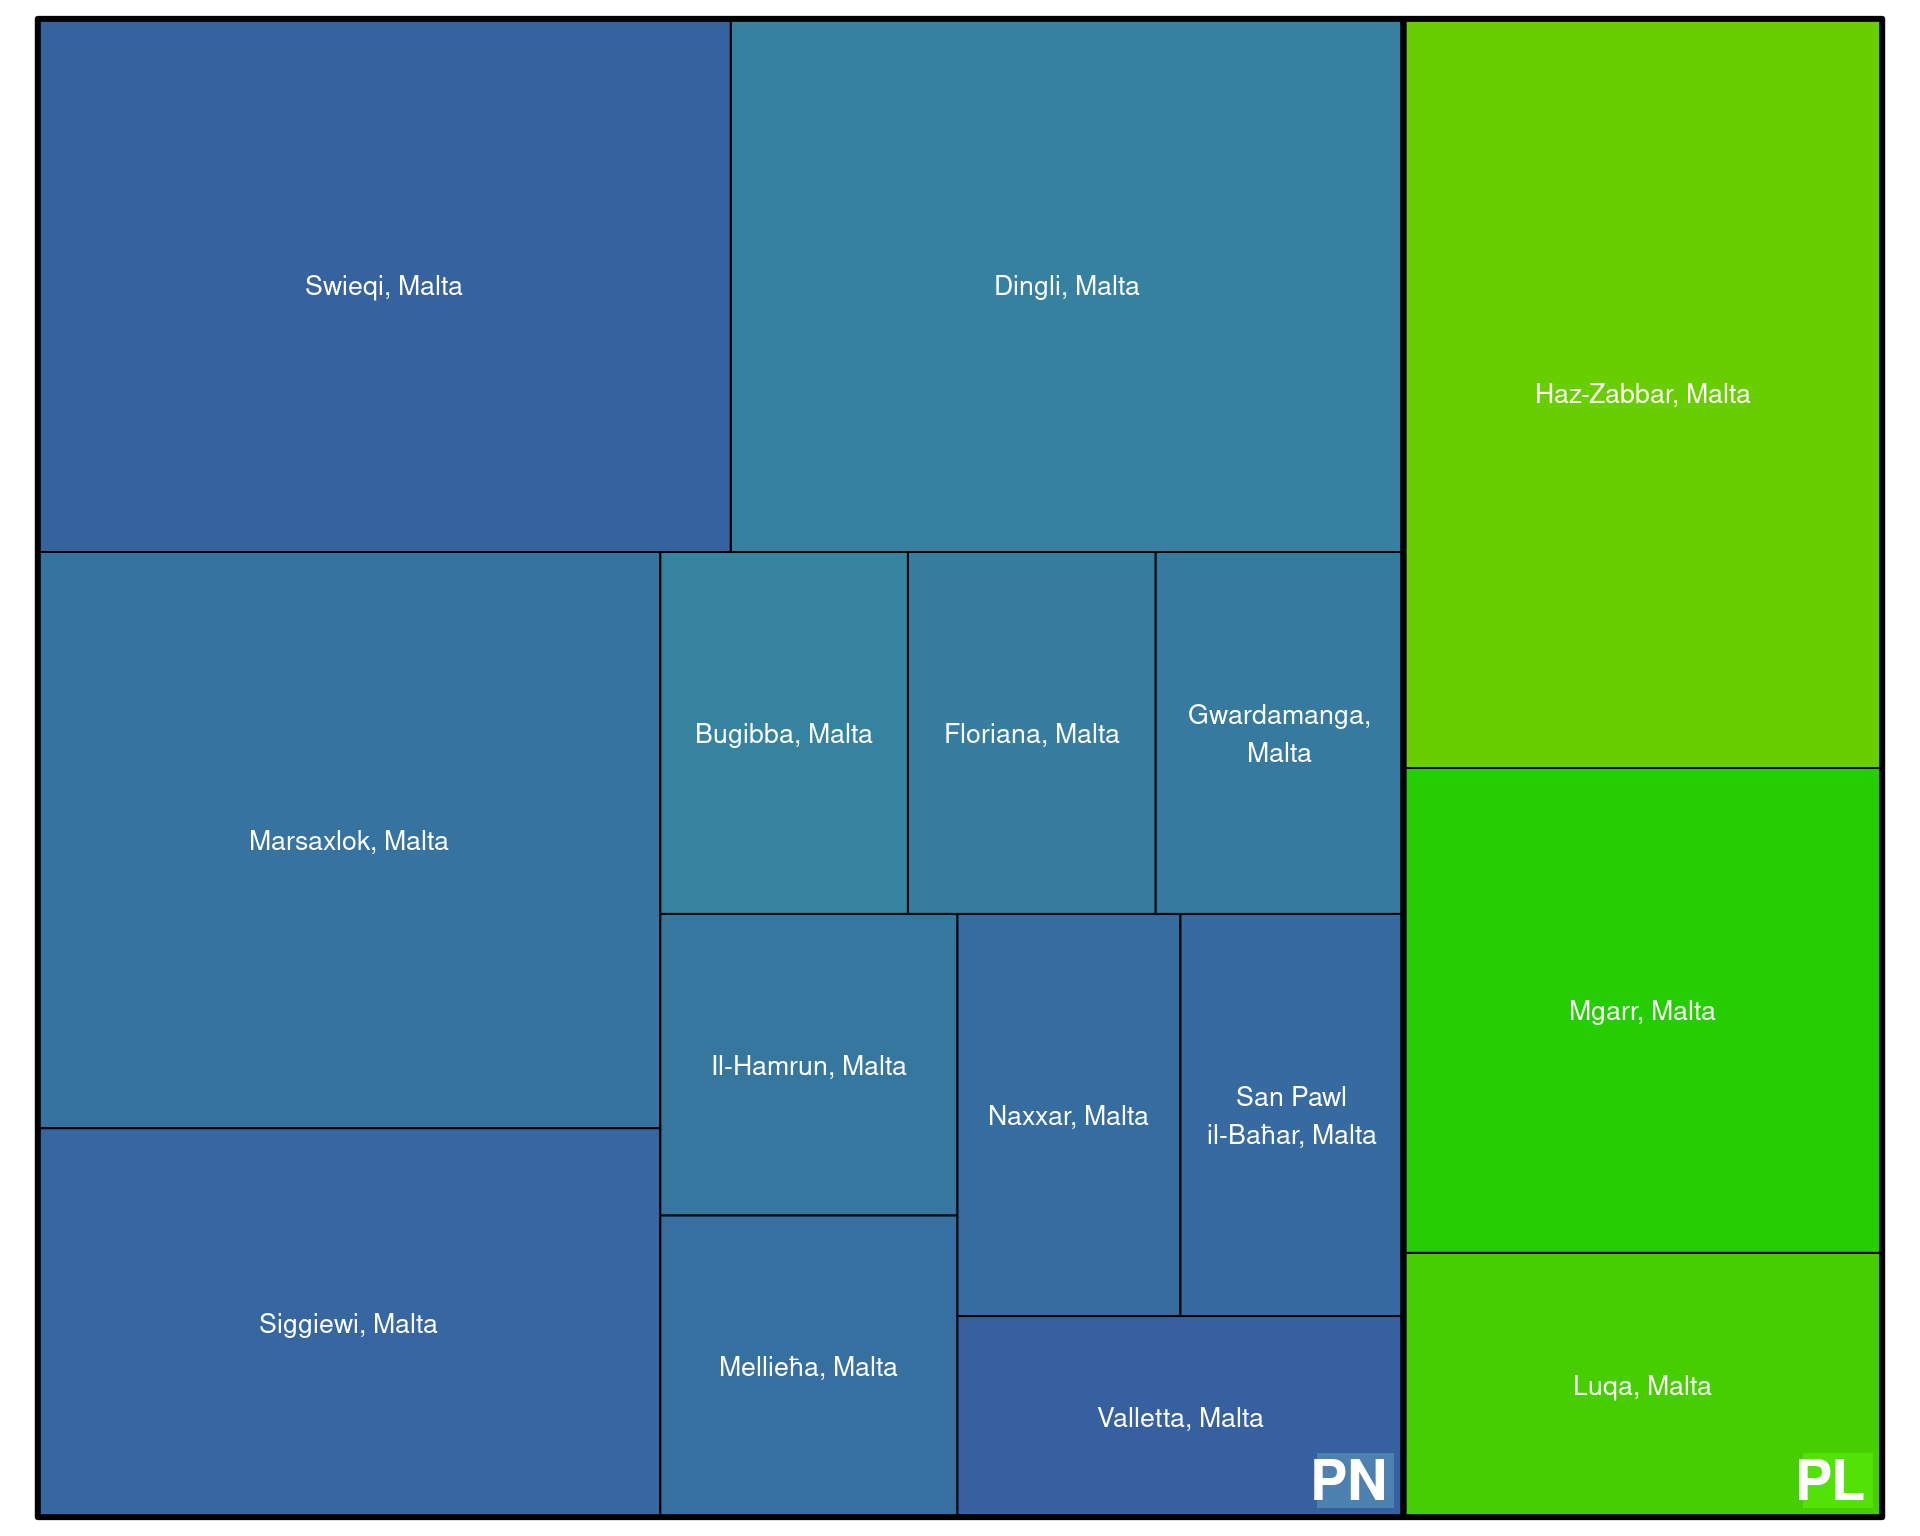 Swieqi, Malta
Dingli, Malta
Haz-Zabbar, Malta
Marsaxlok, Malta
Bugibba, Malta
Floriana, Malta
Gwardamanga,
Malta
Il-Hamrun, Malta
Naxxar, Malta
San Pawl
il-Baħar, Malta
Mgarr, Malta
Siggiewi, Malta
Mellieħa, Malta
Valletta, Malta
Luqa, Malta
PN
PL